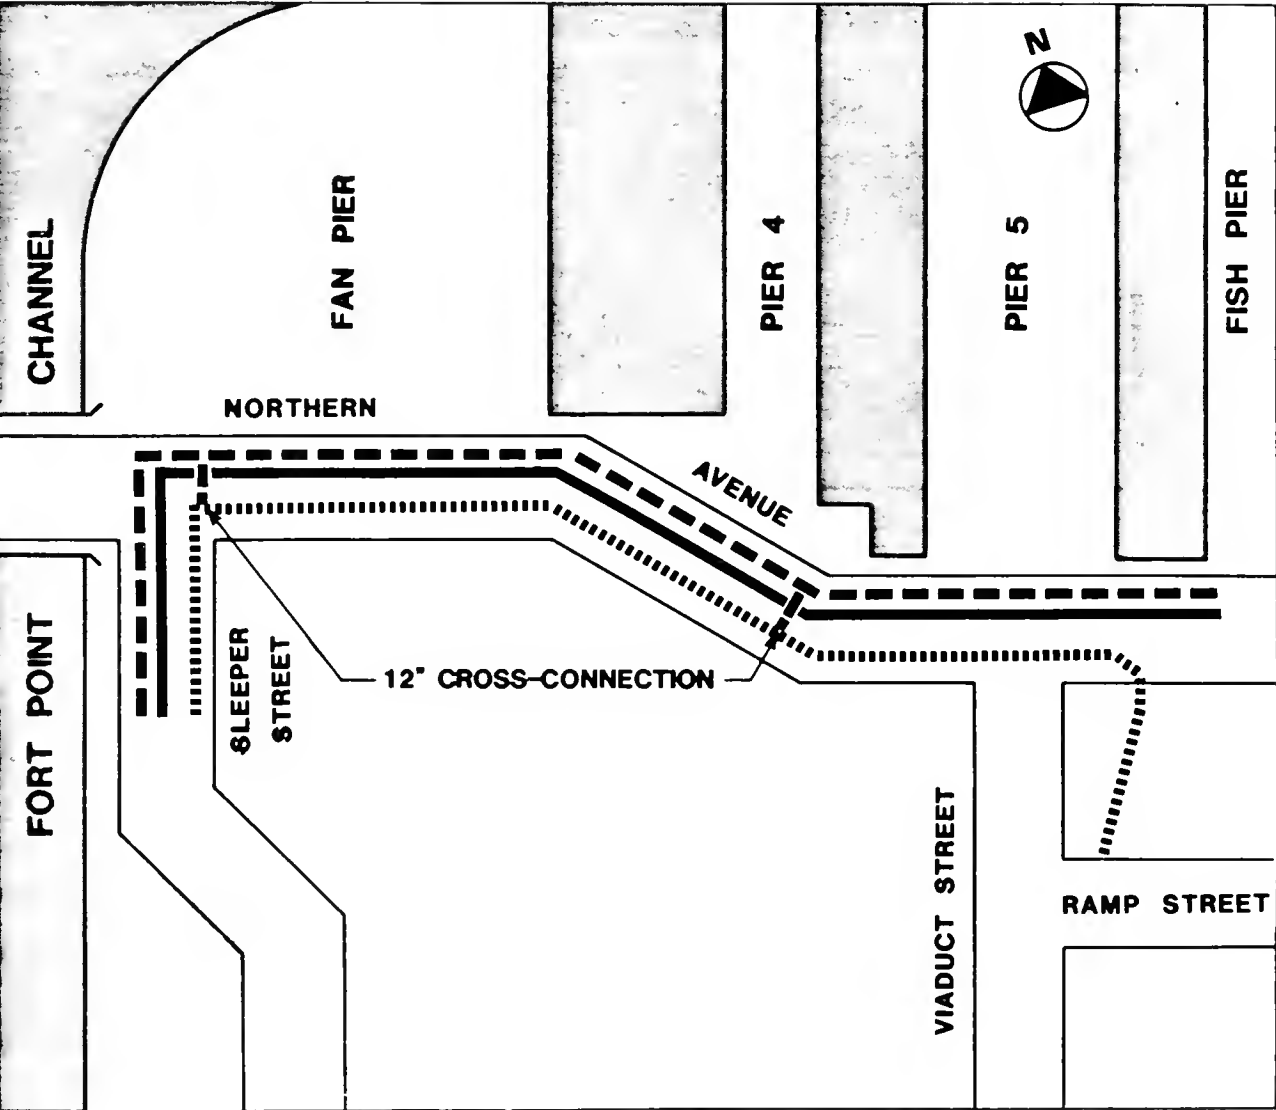 N
CHANNEL
FAN PIER
PIER 4
PIER 5
FISH PIER
NORTHERN
AVENUE
FORT POINT
SLEEPER
STREET
12" CROSS-CONNECTION
VIADUCT STREET
RAMP STREET